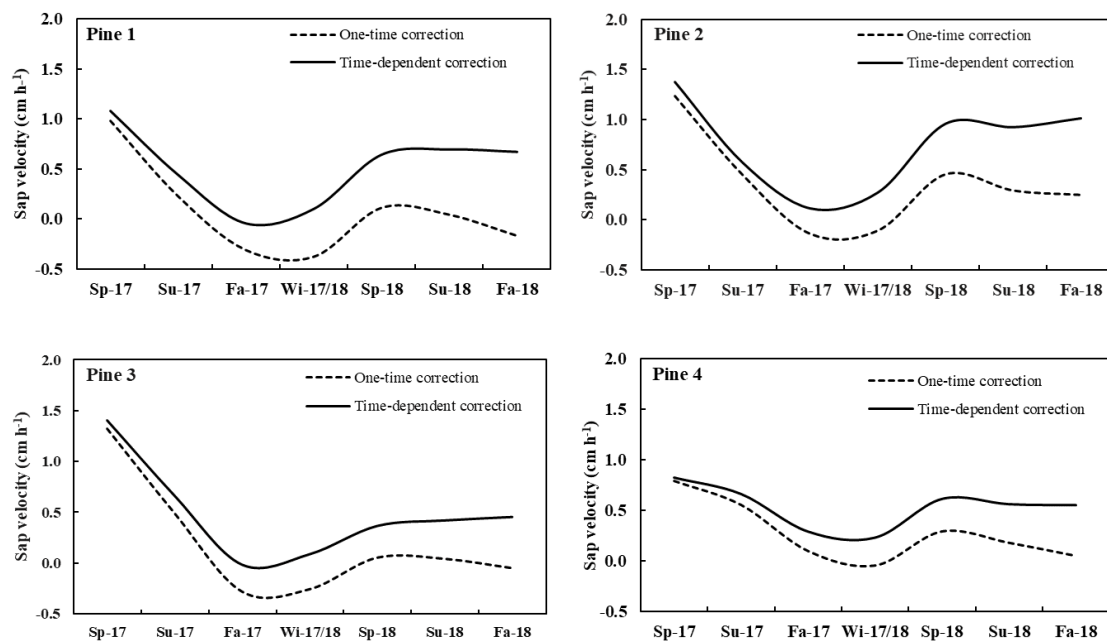 Pine 1
One-time correction
Time-dependent correction
Sap velocity (cm h-1)
2.0
1.5
1.0
0.5
0.0
-0.5
Sp-17 Su-17 Fa-17 Wi-17/18 Sp-18 Su-18 Fa-18
Pine 2
One-time correction
Time-dependent correction
Sap velocity (cm h-1)
2.0
1.5
1.0
0.5
0.0
-0.5
Sp-17 Su-17 Fa-17 Wi-17/18 Sp-18 Su-18 Fa-18
Pine 3
One-time correction
Time-dependent correction
Sap velocity (cm h-1)
2.0
1.5
1.0
0.5
0.0
-0.5
Sp-17 Su-17 Fa-17 Wi-17/18 Sp-18 Su-18 Fa-18
Pine 4
One-time correction
Time-dependent correction
Sap velocity (cm h-1)
2.0
1.5
1.0
0.5
0.0
-0.5
Sp-17 Su-17 Fa-17 Wi-17/18 Sp-18 Su-18 Fa-18